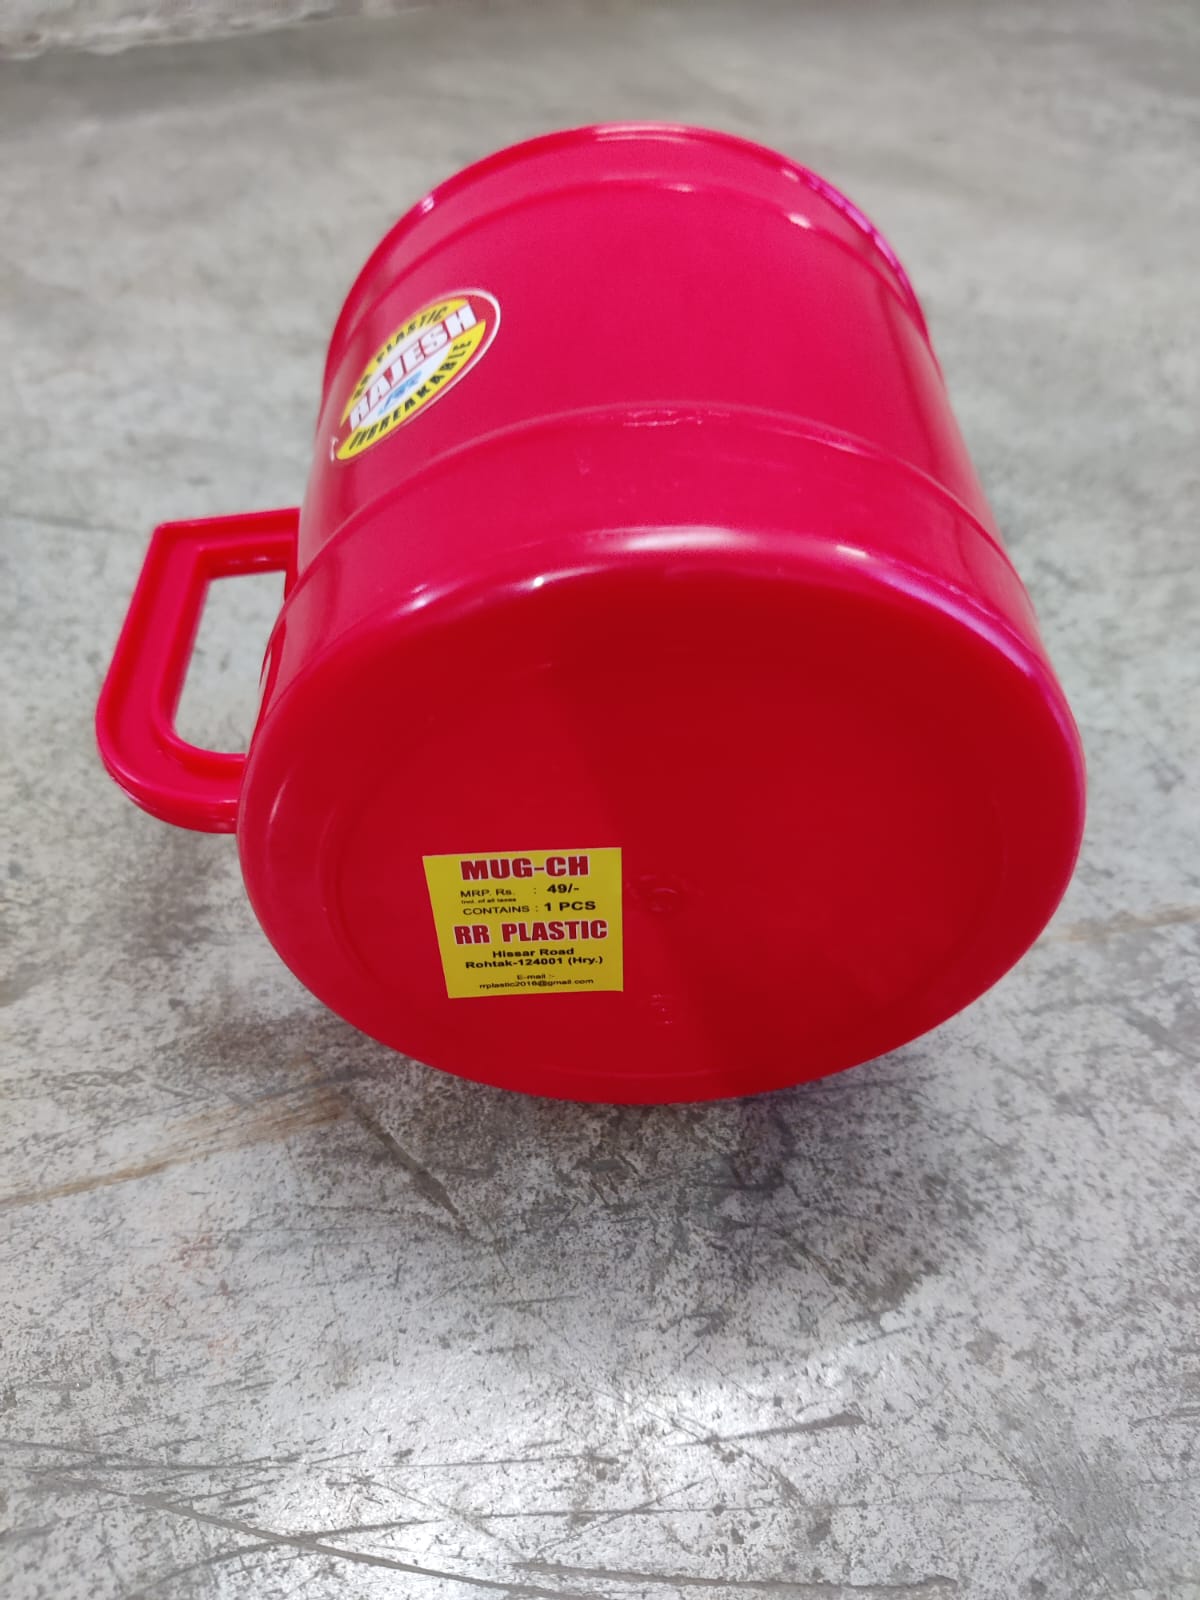 RR PLASTIC
RAJESH
UNBREAKABLE
MUG-CH
MRP. Rs. : 49/-
Incl. of all taxes
CONTAINS : 1 PCS
RR PLASTIC
Hissar Road
Rohtak-124001 (Hry.)
E-mail :-
rrplastic2016@gmail.com